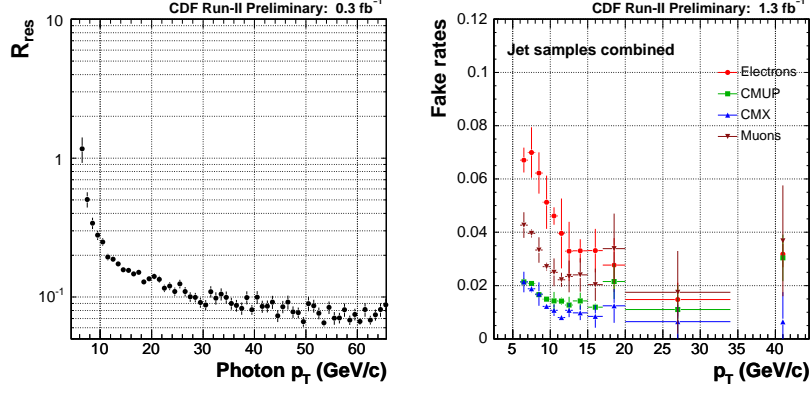 CDF Run-II Preliminary: 0.3 fb⁻¹
R_res
10
1
10⁻¹
10 20 30 40 50 60
Photon p_T (GeV/c)
CDF Run-II Preliminary: 1.3 fb⁻¹
Fake rates
Jet samples combined
Electrons
CMUP
CMX
Muons
0.12
0.1
0.08
0.06
0.04
0.02
0
5 10 15 20 25 30 35 40
p_T (GeV/c)